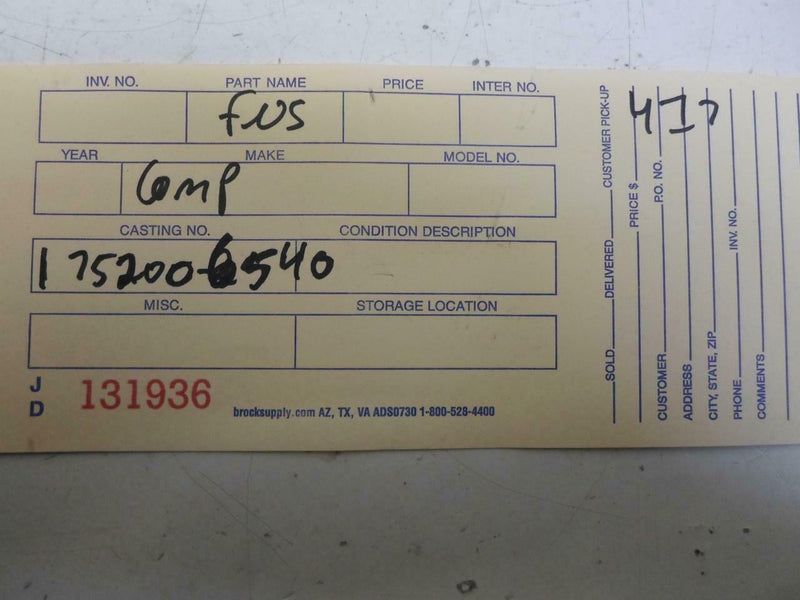 INV. NO. PART NAME PRICE INTER NO.
fus
YEAR MAKE MODEL NO.
Comp
CASTING NO. CONDITION DESCRIPTION
175200-6540
MISC. STORAGE LOCATION
JD 131936
brocksupply.com AZ, TX, VA ADS0730 1-800-528-4400
SOLD DELIVERED CUSTOMER PICK-UP
PRICE $
CUSTOMER P.O. NO.
ADDRESS
CITY, STATE, ZIP
PHONE INV. NO.
COMMENTS